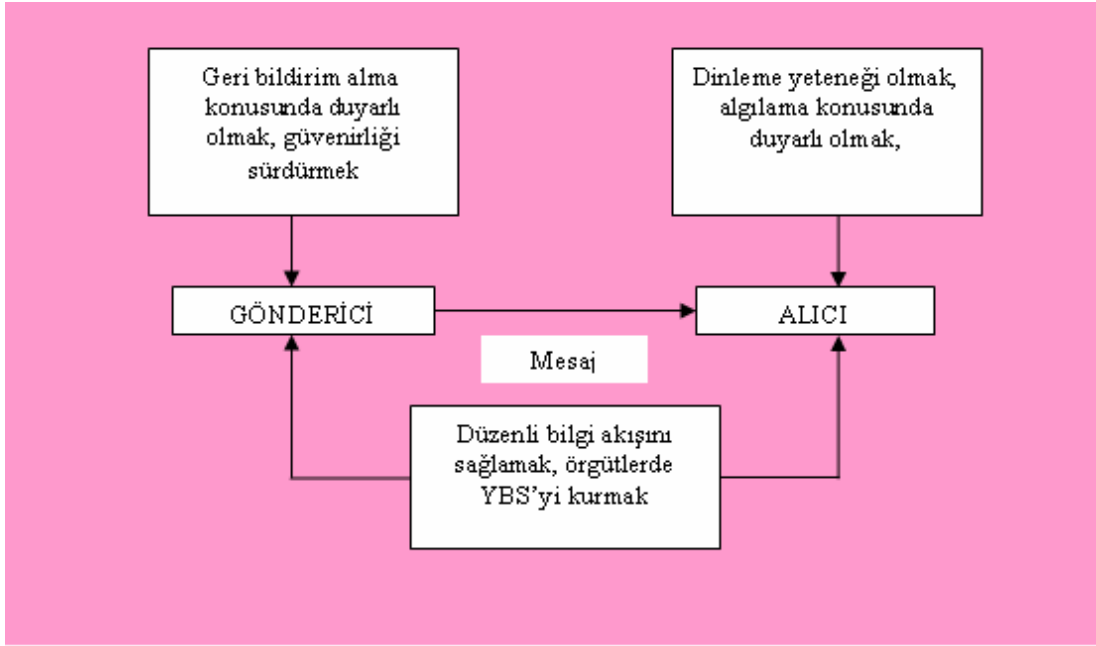 Geri bildirim alma
konusunda duyarlı
olmak, güvenirliği
sürdürmek
Dinleme yeteneği olmak,
algılama konusunda
duyarlı olmak,
GÖNDERİCİ
ALICI
Mesaj
Düzenli bilgi akışını
sağlamak, örgütlerde
YBS'yi kurmak